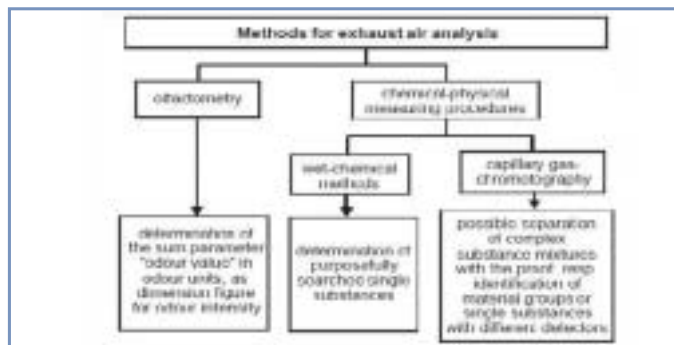 Methods for exhaust air analysis
olfactometry
chemical-physical
measuring procedures
wet-chemical
methods
capillary gas-
chromotography
determination of
the sum parameter
"odour value" in
odour units, as
dimension figure
for odour intensity
determination of
purposefully
searched single
substances
possible separation
of complex
substance mixtures
with the proof resp
identification of
material groups or
single substances
with different detectors